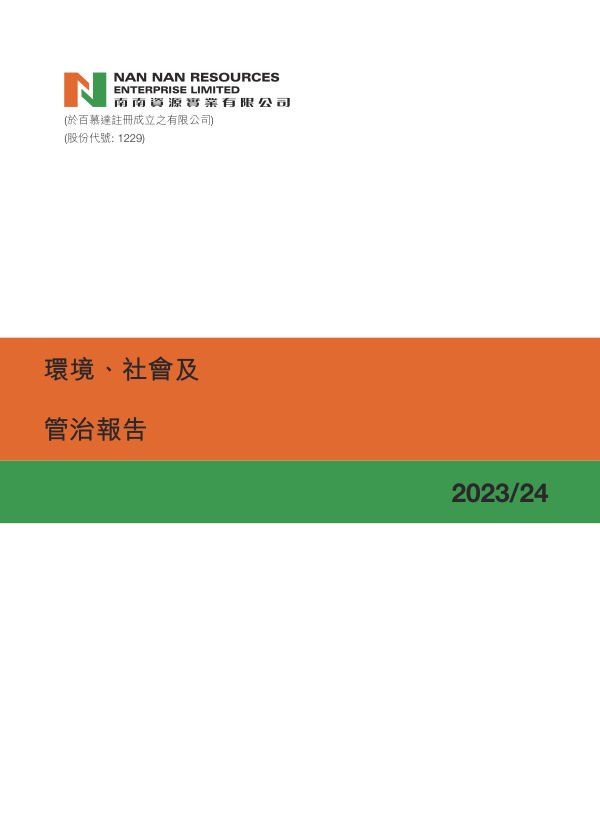 NAN NAN RESOURCES
ENTERPRISE LIMITED
南南資源實業有限公司
(於百慕達註冊成立之有限公司)
(股份代號: 1229)
環境、社會及
管治報告
2023/24